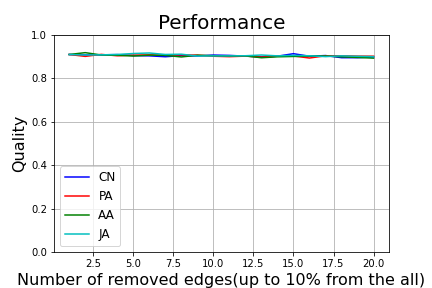 Performance
Quality
1.0
0.8
0.6
0.4
0.2
0.0
CN
PA
AA
JA
2.5 5.0 7.5 10.0 12.5 15.0 17.5 20.0
Number of removed edges(up to 10% from the all)